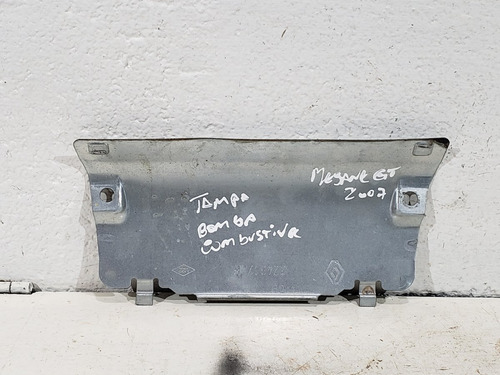 TAMPA
BOMBA
COMBUSTIVEL
MEGANE GT
2007